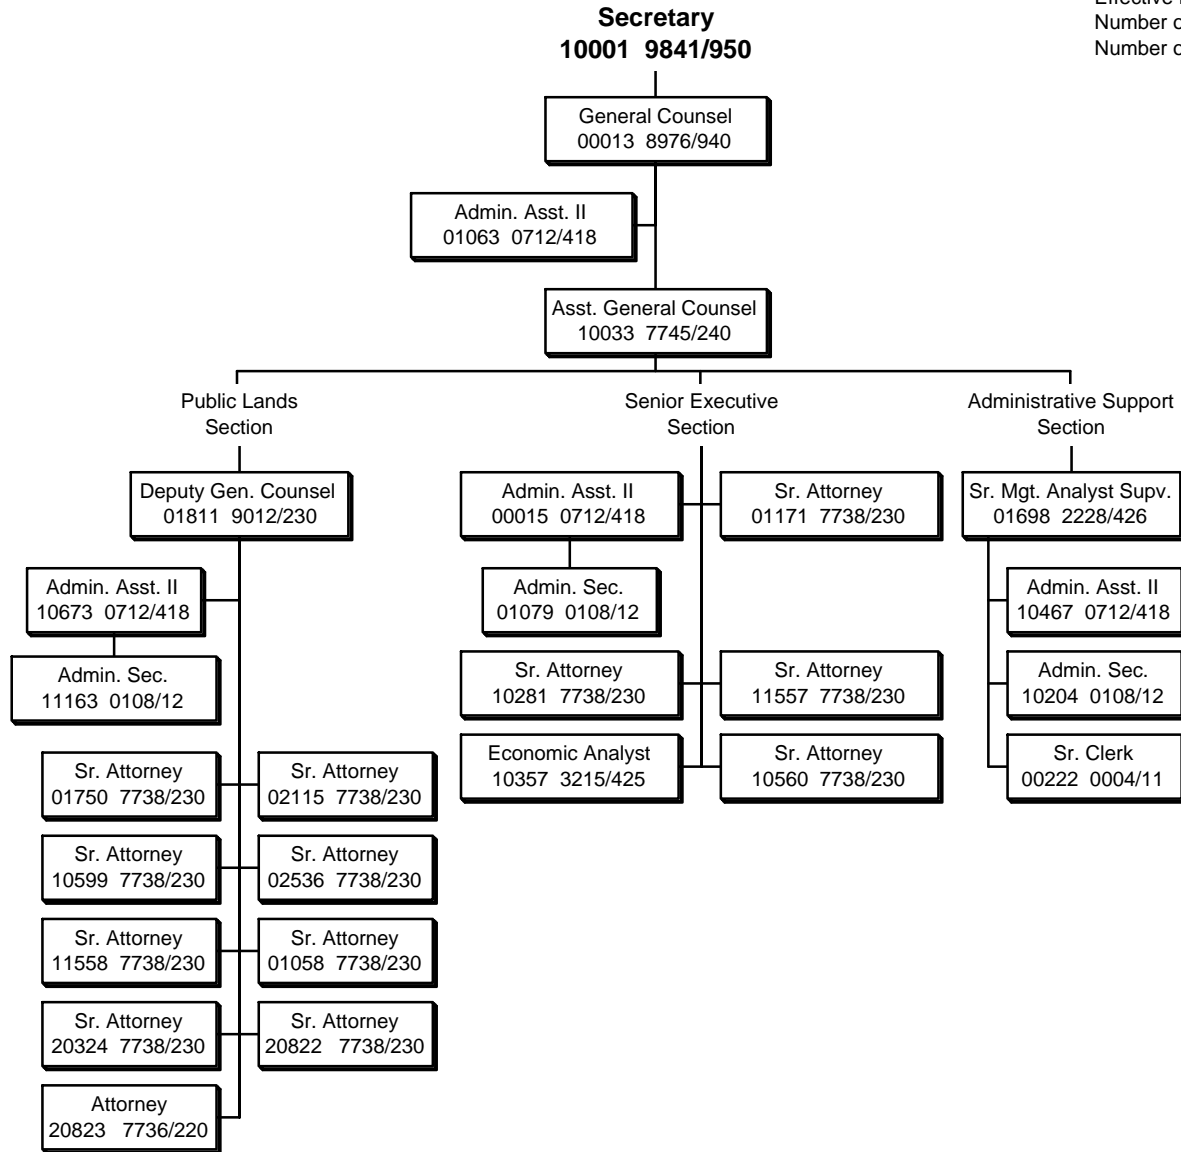 Secretary
10001 9841/950
Number o
Number o
General Counsel
00013 8976/940
Admin. Asst. II
01063 0712/418
Asst. General Counsel
10033 7745/240
Public Lands
Section
Senior Executive
Section
Administrative Support
Section
Deputy Gen. Counsel
01811 9012/230
Admin. Asst. II
00015 0712/418
Sr. Attorney
01171 7738/230
Sr. Mgt. Analyst Supv.
01698 2228/426
Admin. Asst. II
10673 0712/418
Admin. Sec.
01079 0108/12
Admin. Asst. II
10467 0712/418
Admin. Sec.
11163 0108/12
Sr. Attorney
10281 7738/230
Sr. Attorney
11557 7738/230
Admin. Sec.
10204 0108/12
Sr. Attorney
01750 7738/230
Sr. Attorney
02115 7738/230
Economic Analyst
10357 3215/425
Sr. Attorney
10560 7738/230
Sr. Clerk
00222 0004/11
Sr. Attorney
10599 7738/230
Sr. Attorney
02536 7738/230
Sr. Attorney
11558 7738/230
Sr. Attorney
01058 7738/230
Sr. Attorney
20324 7738/230
Sr. Attorney
20822 7738/230
Attorney
20823 7736/220